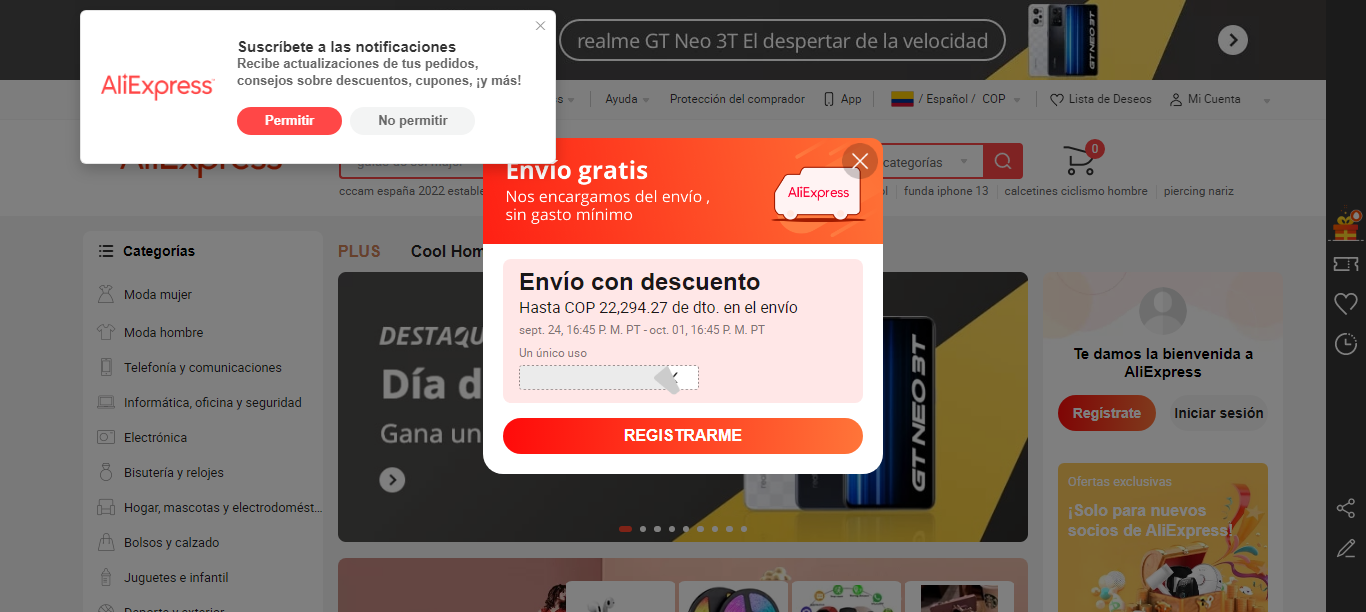 Suscríbete a las notificaciones
Recibe actualizaciones de tus pedidos,
consejos sobre descuentos, cupones, ¡y más!
AliExpress
Permitir
No permitir
realme GT Neo 3T El despertar de la velocidad
GT NEO 3T
Ayuda
Protección del comprador
App
/ Español / COP
Lista de Deseos
Mi Cuenta
AliExpress
categorías
0
cccam españa 2022 estable
funda iphone 13
calcetines ciclismo hombre
piercing nariz
Envío gratis
Nos encargamos del envío ,
sin gasto mínimo
AliExpress
Envío con descuento
Hasta COP 22,294.27 de dto. en el envío
sept. 24, 16:45 P. M. PT - oct. 01, 16:45 P. M. PT
Un único uso
REGISTRARME
Categorías
Moda mujer
Moda hombre
Telefonía y comunicaciones
Informática, oficina y seguridad
Electrónica
Bisutería y relojes
Hogar, mascotas y electrodomést...
Bolsos y calzado
Juguetes e infantil
Deporte y exterior
PLUS
Cool Hom
DESTAQU
Día d
Gana un
GT NEO 3T
Te damos la bienvenida a
AliExpress
Regístrate
Iniciar sesión
Ofertas exclusivas
¡Solo para nuevos
socios de AliExpress!